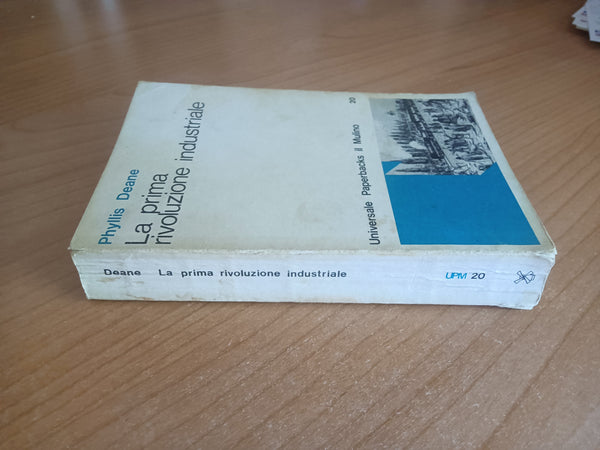 Phyllis Deane
La prima
rivoluzione industriale
Universale Paperbacks il Mulino 20
Deane La prima rivoluzione industriale UPM 20